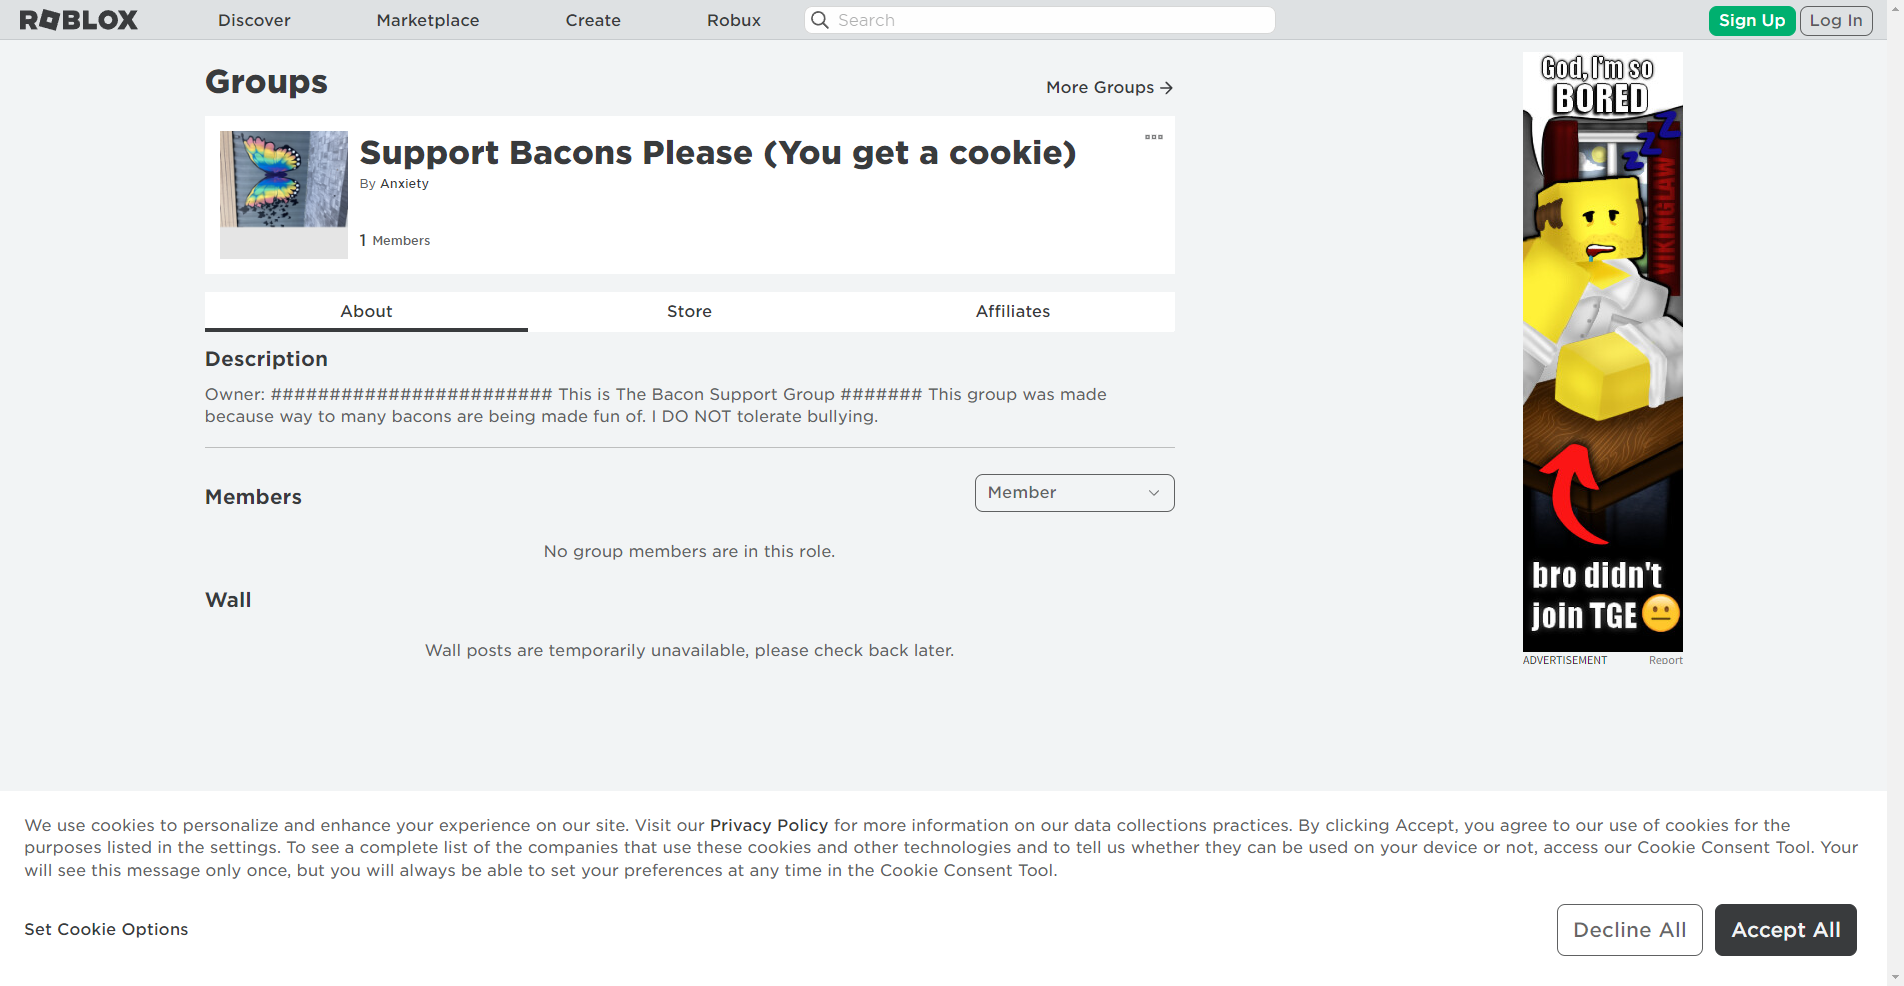 ROBLOX
Discover
Marketplace
Create
Robux
Search
Sign Up
Log In
Groups
More Groups →
Support Bacons Please (You get a cookie)
By Anxiety
1 Members
About
Store
Affiliates
Description
Owner: ######################## This is The Bacon Support Group ####### This group was made
because way to many bacons are being made fun of. I DO NOT tolerate bullying.
Members
Member
No group members are in this role.
Wall
Wall posts are temporarily unavailable, please check back later.
God, I'm so
BORED
ZZZ
VIKINGLAW
bro didn't
join TGE
ADVERTISEMENT
Report
We use cookies to personalize and enhance your experience on our site. Visit our Privacy Policy for more information on our data collections practices. By clicking Accept, you agree to our use of cookies for the
purposes listed in the settings. To see a complete list of the companies that use these cookies and other technologies and to tell us whether they can be used on your device or not, access our Cookie Consent Tool. Your
will see this message only once, but you will always be able to set your preferences at any time in the Cookie Consent Tool.
Set Cookie Options
Decline All
Accept All